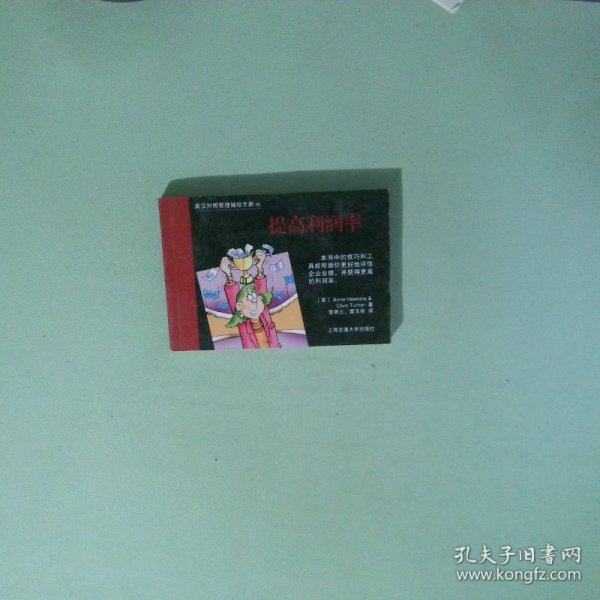 英汉对照管理袖珍手册
提高利润率
本书中的技巧和工
具能帮助你更好地评估
企业业绩，并获得更高
的利润率。
［英］ Anne Hawkins &
Clive Turner 著
译
上海交通大学出版社
孔夫子旧书网
www.kongfz.com